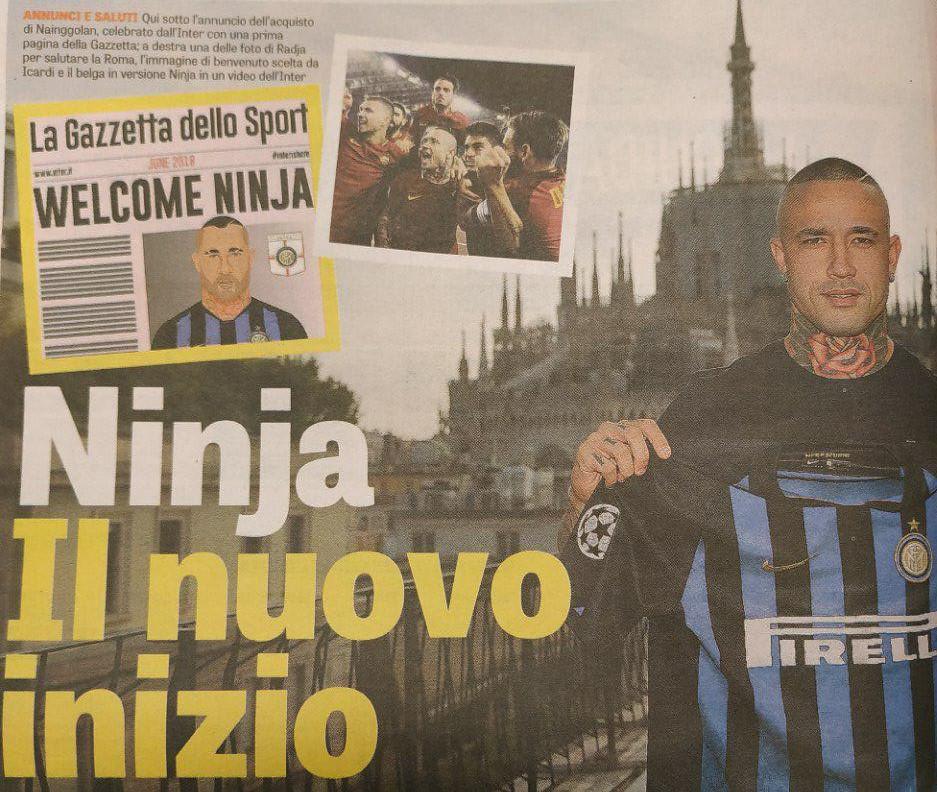 ANNUNCI E SALUTI Qui sotto l'annuncio dell'acquisto
di Nainggolan, celebrato dall'Inter con una prima
pagina della Gazzetta; a destra una delle foto di Radja
per salutare la Roma, l'immagine di benvenuto scelta da
Icardi e il belga in versione Ninja in un video dell'Inter
La Gazzetta dello Sport
www.inter.it
JUNE 2018
WELCOME NINJA
Ninja
Il nuovo
inizio
PIRELLI